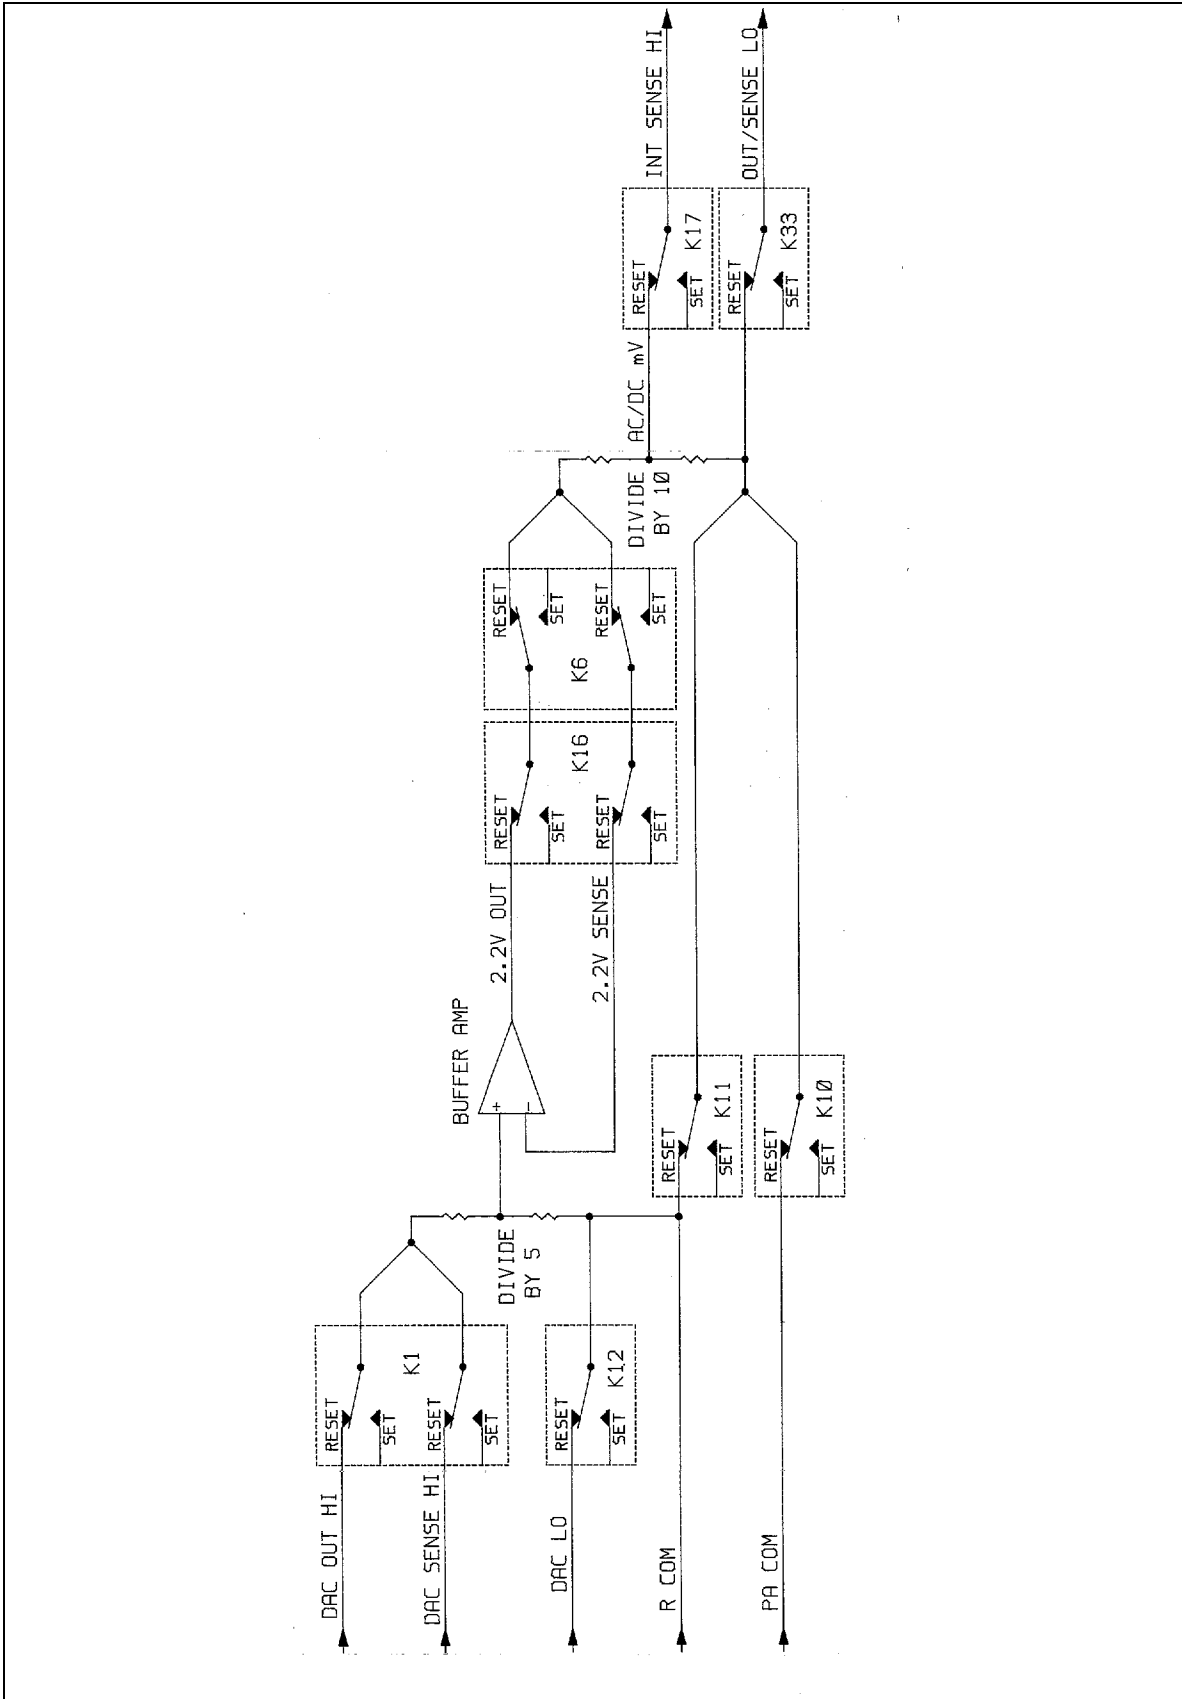 DAC OUT HI
RESET
SET
K1
DAC SENSE HI
RESET
SET
DIVIDE
BY 5
DAC LO
RESET
SET
K12
R COM
PA COM
BUFFER AMP
+
-
2.2V OUT
2.2V SENSE
RESET
SET
K16
RESET
SET
RESET
SET
K6
RESET
SET
RESET
SET
K11
RESET
SET
K10
DIVIDE
BY 10
AC/DC mV
RESET
SET
K17
INT SENSE HI
RESET
SET
K33
OUT/SENSE LO